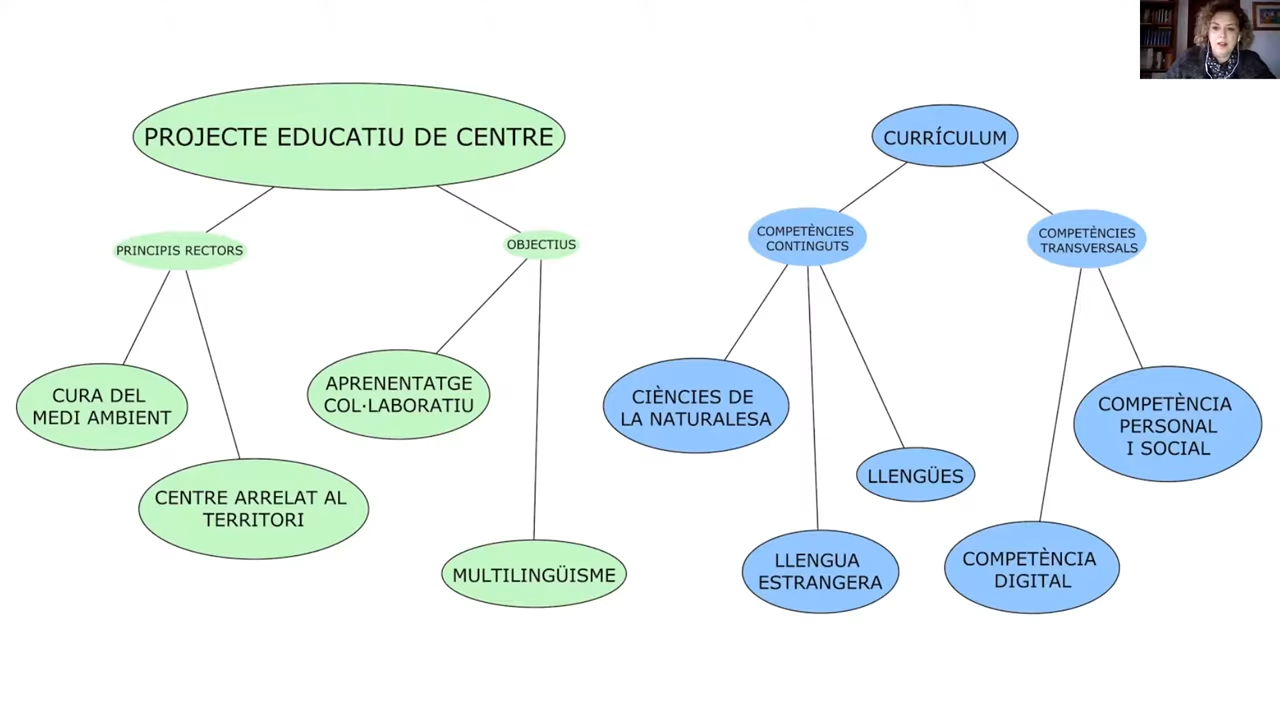 PROJECTE EDUCATIU DE CENTRE
PRINCIPIS RECTORS
OBJECTIUS
CURA DEL
MEDI AMBIENT
CENTRE ARRELAT AL
TERRITORI
APRENENTATGE
COL·LABORATIU
MULTILINGÜISME
CURRÍCULUM
COMPETÈNCIES
CONTINGUTS
COMPETÈNCIES
TRANSVERSALS
CIÈNCIES DE
LA NATURALESA
LLENGUA
ESTRANGERA
LLENGÜES
COMPETÈNCIA
DIGITAL
COMPETÈNCIA
PERSONAL
I SOCIAL